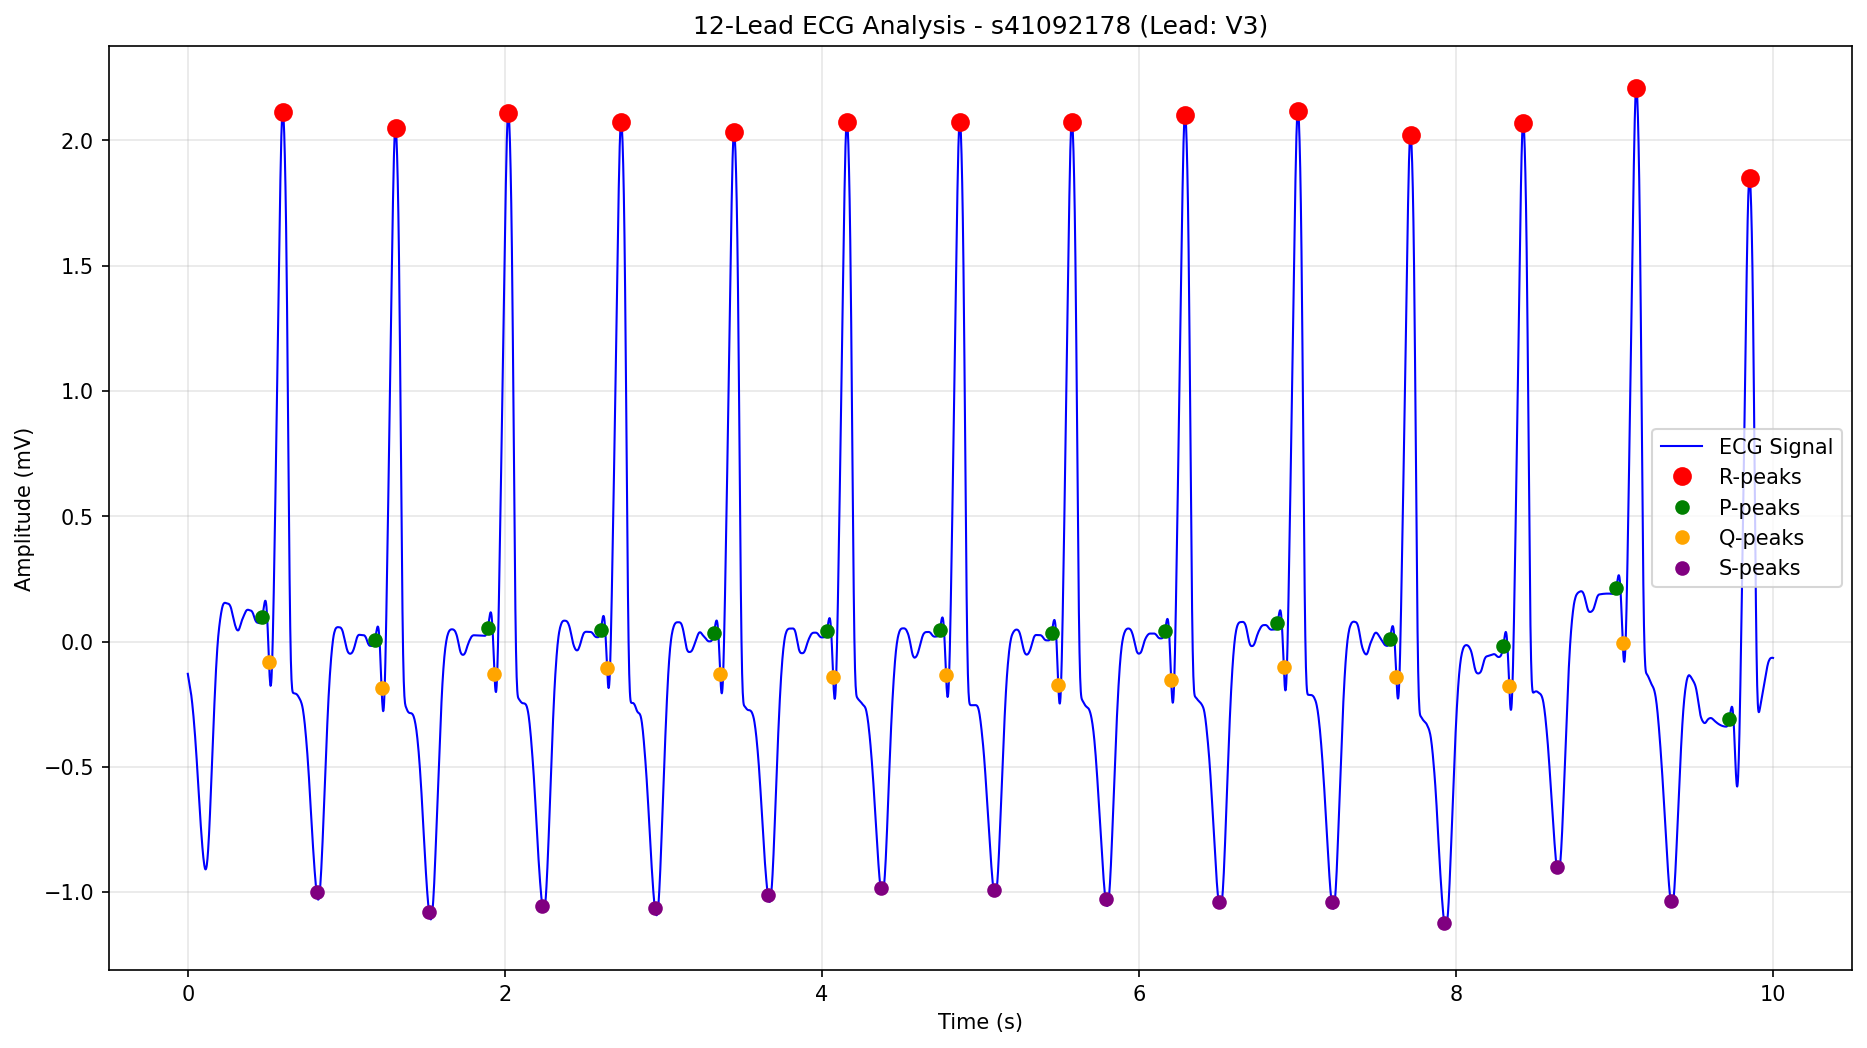 12-Lead ECG Analysis - s41092178 (Lead: V3)
Amplitude (mV)
2.0
1.5
1.0
0.5
0.0
−0.5
−1.0
ECG Signal
R-peaks
P-peaks
Q-peaks
S-peaks
0 2 4 6 8 10
Time (s)